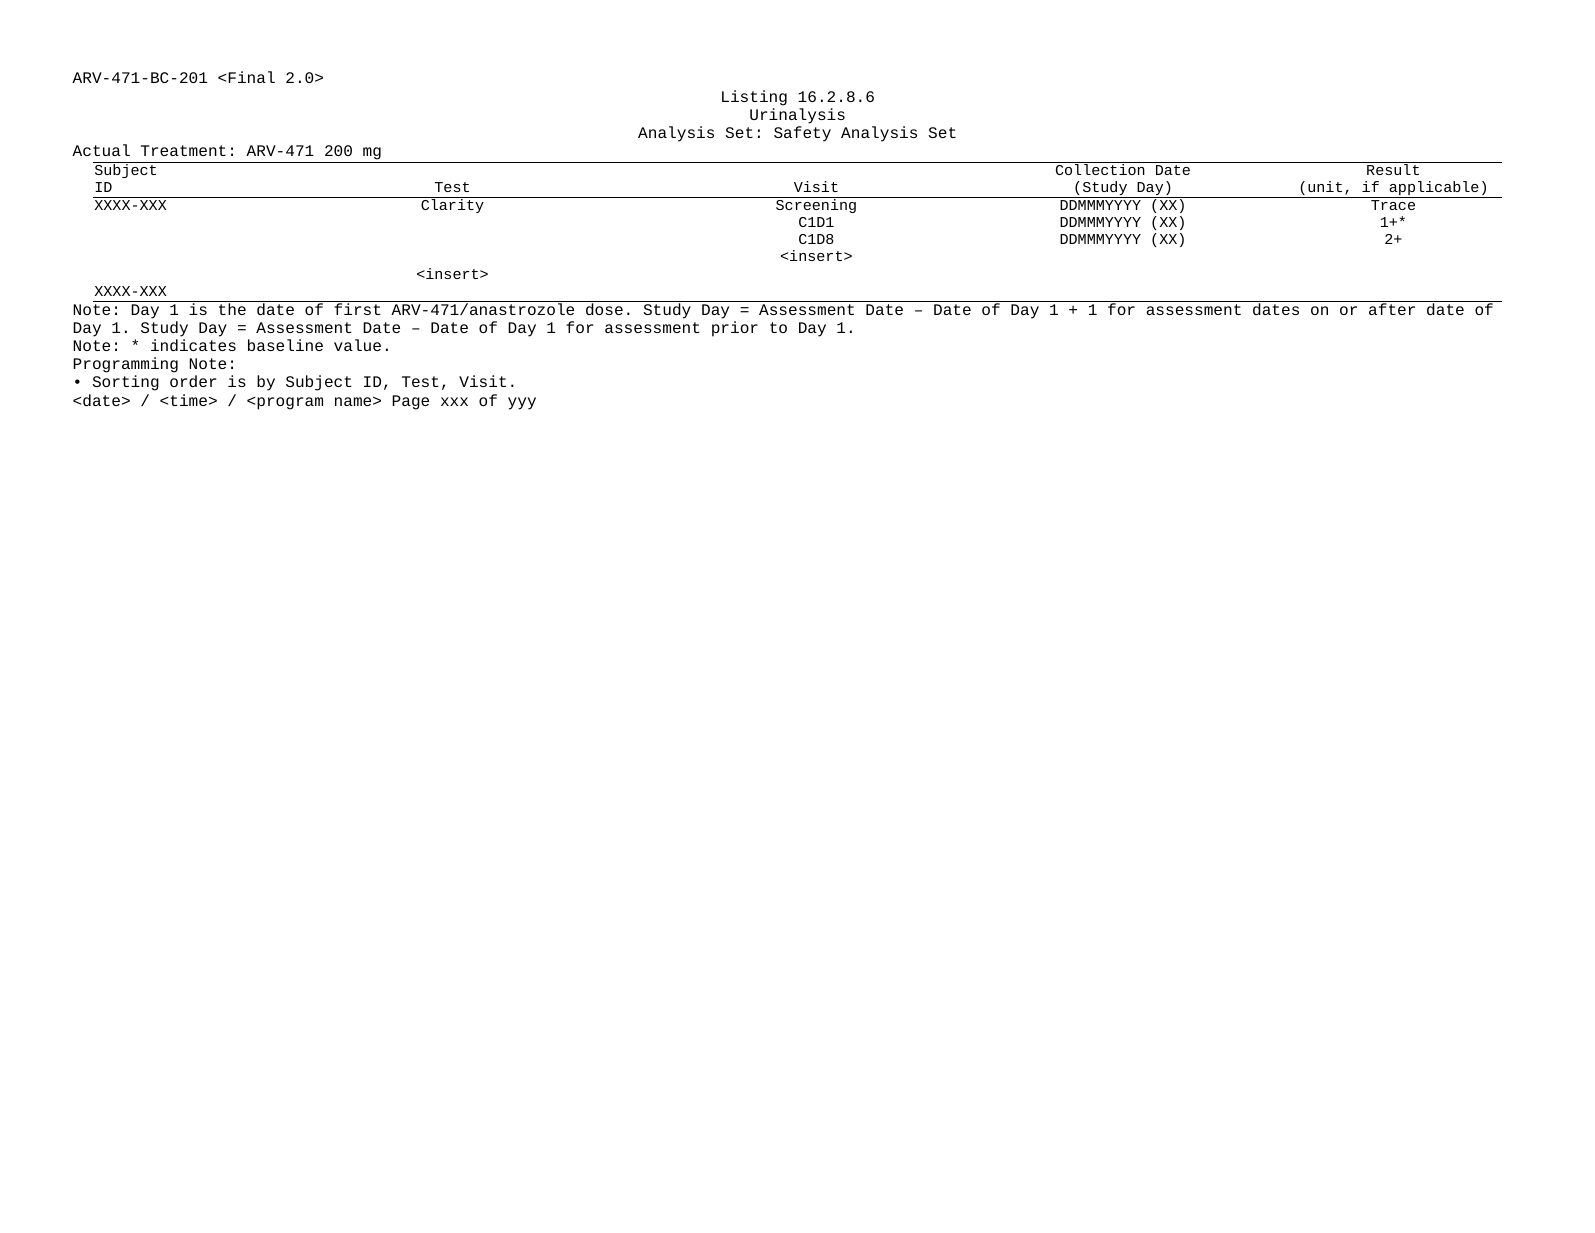 ARV-471-BC-201 <Final 2.0>
Listing 16.2.8.6
Urinalysis
Analysis Set: Safety Analysis Set
Actual Treatment: ARV-471 200 mg
Subject Collection Date Result
ID Test Visit (Study Day) (unit, if applicable)
XXXX-XXX Clarity Screening DDMMMYYYY (XX) Trace
C1D1 DDMMMYYYY (XX) 1+*
C1D8 DDMMMYYYY (XX) 2+
<insert>
<insert>
XXXX-XXX
Note: Day 1 is the date of first ARV-471/anastrozole dose. Study Day = Assessment Date – Date of Day 1 + 1 for assessment dates on or after date of
Day 1. Study Day = Assessment Date – Date of Day 1 for assessment prior to Day 1.
Note: * indicates baseline value.
Programming Note:
• Sorting order is by Subject ID, Test, Visit.
<date> / <time> / <program name> Page xxx of yyy